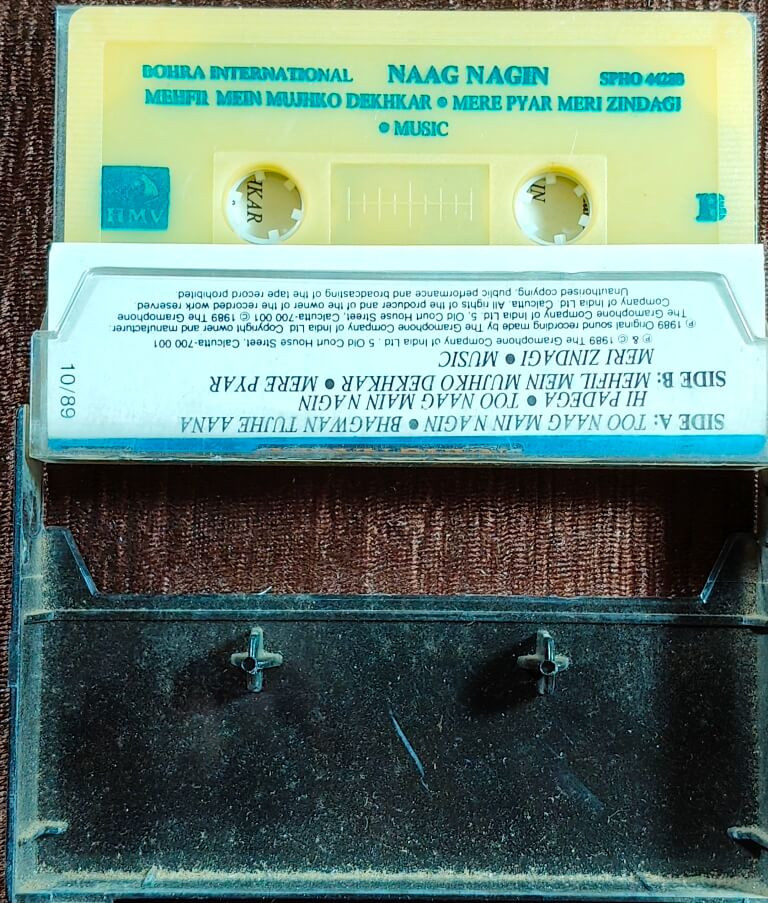 BOHRA INTERNATIONAL NAAG NAGIN SPHO 44228
MEHFIL MEIN MUJHKO DEKHKAR ● MERE PYAR MERI ZINDAGI
● MUSIC
HMV
B
SIDE A: TOO NAAG MAIN NAGIN ● BHAGWAN TUJHE AANA
HI PADEGA ● TOO NAAG MAIN NAGIN
SIDE B: MEHFIL MEIN MUJHKO DEKHKAR ● MERE PYAR
MERI ZINDAGI ● MUSIC
℗ & © 1989 The Gramophone Company of India Ltd. 5 Old Court House, Street, Calcutta-700 001
℗ 1989 Original sound recording made by The Gramophone Company of India Ltd Copyright owner and manufacturer:
The Gramophone Company of India Ltd. 5, Old Court House Court, Street, Calcutta-700 001 © 1989 The Gramophone
Company of India Ltd, Calcutta. All rights of the producer and of the owner of the recorded work reserved.
Unauthorised copying, public performance and broadcasting of the tape record prohibited.
10/89